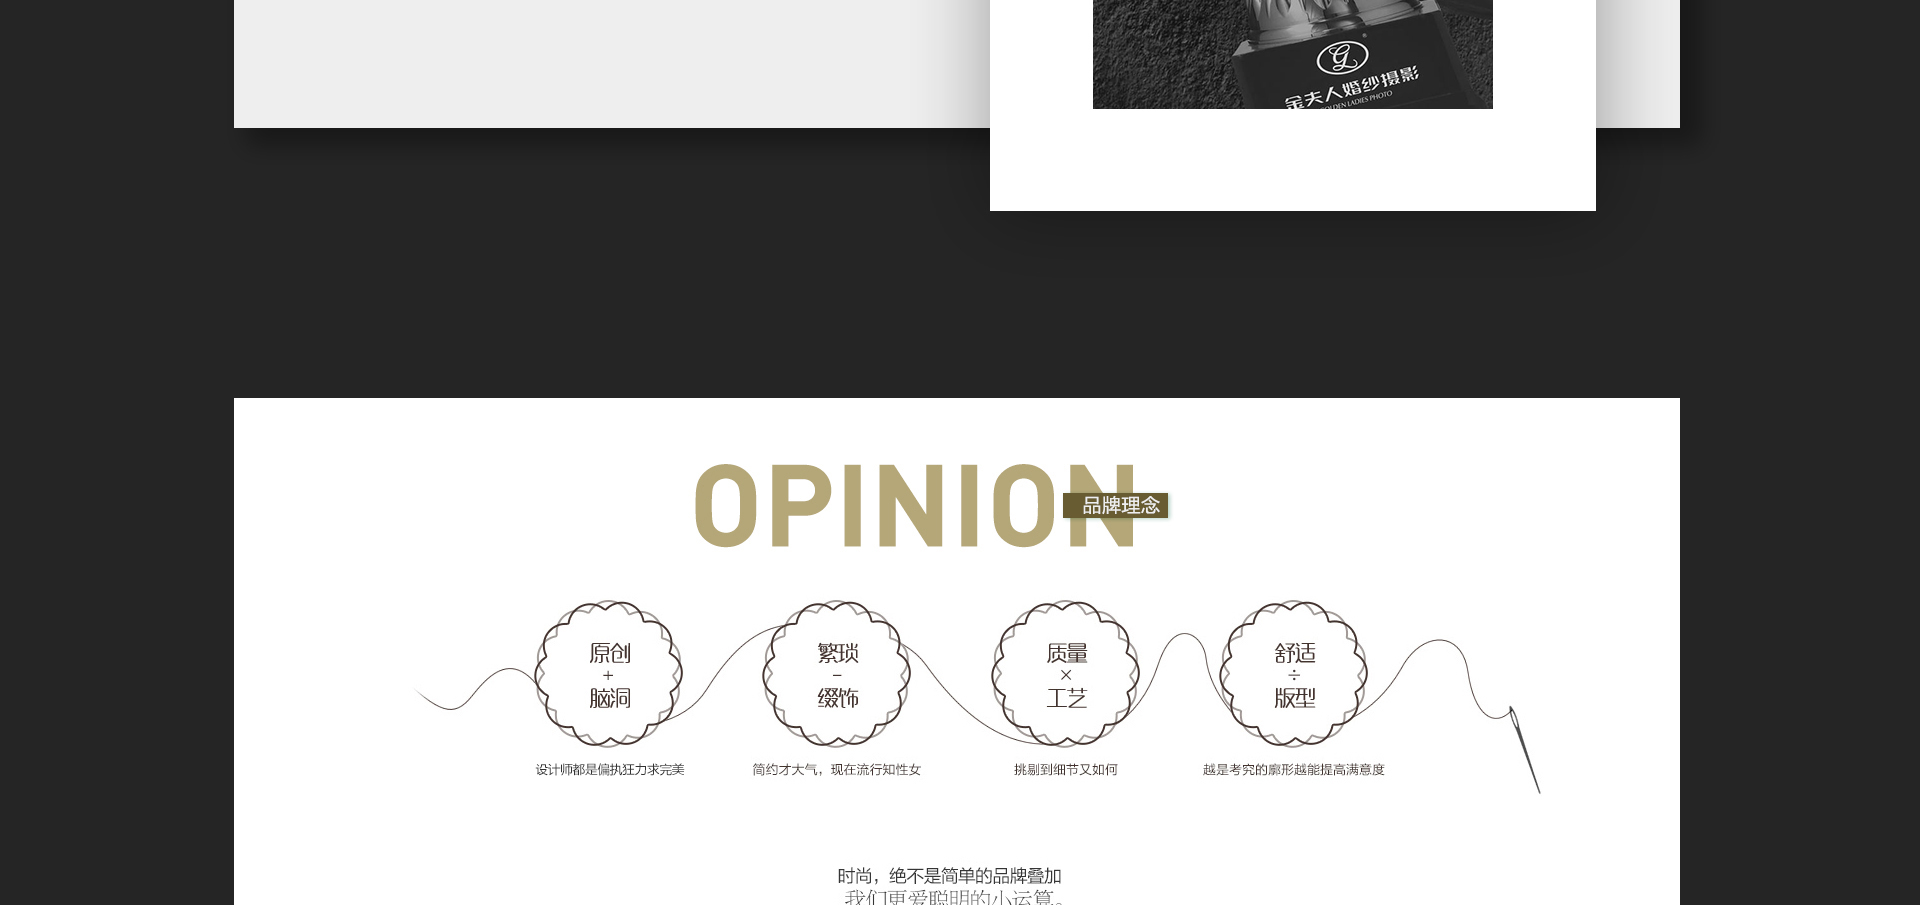 金夫人婚纱摄影
GOLDEN LADIES PHOTO
OPINION
品牌理念
原创
+
脑洞
繁琐
-
缀饰
质量
×
工艺
舒适
÷
版型
设计师都是偏执狂力求完美
简约才大气，现在流行知性女
挑剔到细节又如何
越是考究的廓形越能提高满意度
时尚，绝不是简单的品牌叠加
我们更爱聪明的小运算。